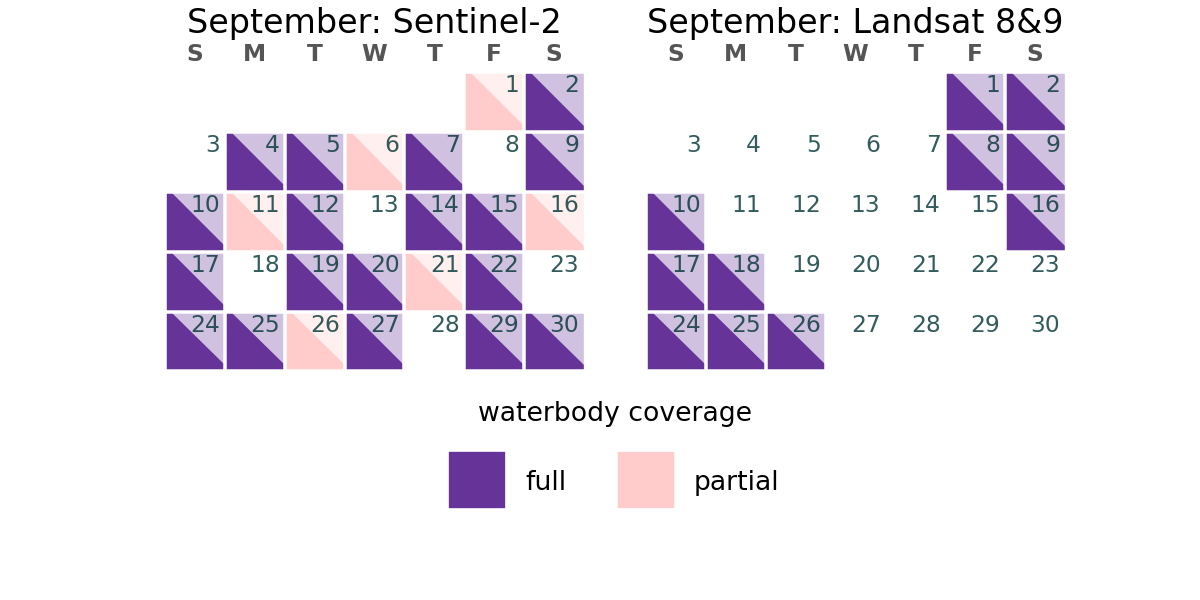 September: Sentinel-2
S M T W T F S
1 2
3 4 5 6 7 8 9
10 11 12 13 14 15 16
17 18 19 20 21 22 23
24 25 26 27 28 29 30
September: Landsat 8&9
S M T W T F S
1 2
3 4 5 6 7 8 9
10 11 12 13 14 15 16
17 18 19 20 21 22 23
24 25 26 27 28 29 30
waterbody coverage
full partial